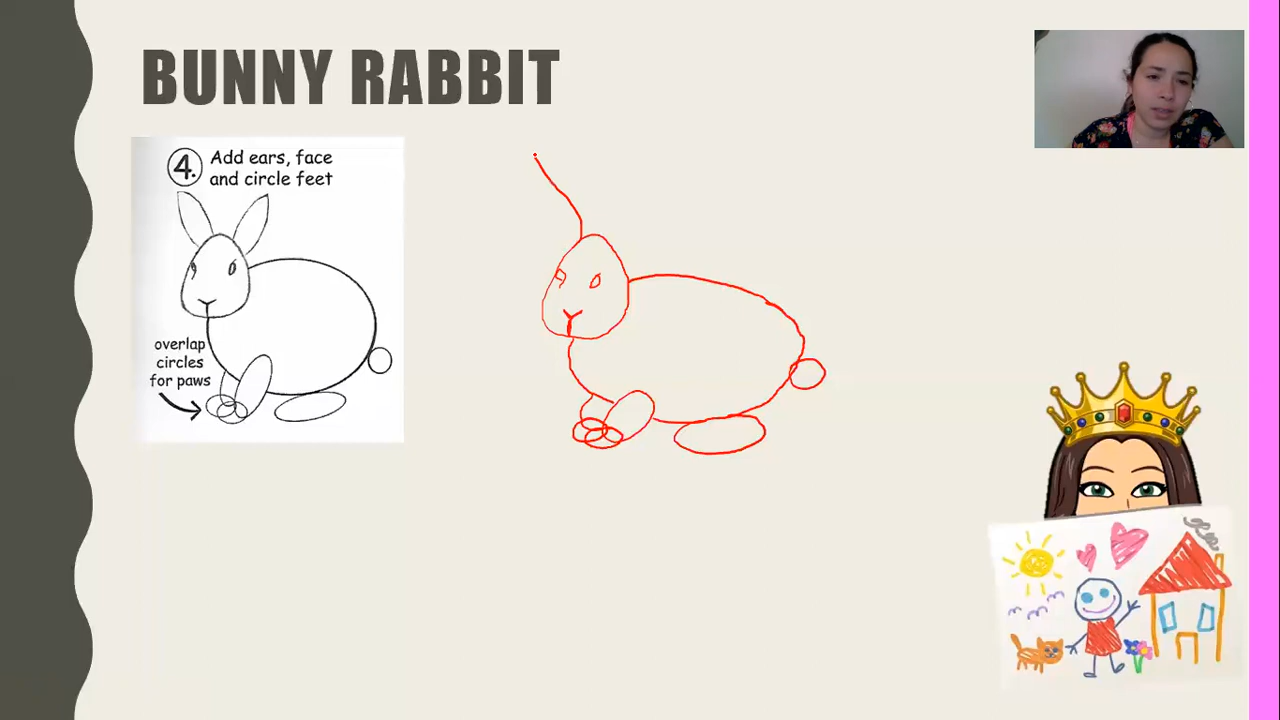 BUNNY RABBIT
4. Add ears, face
and circle feet
overlap
circles
for paws